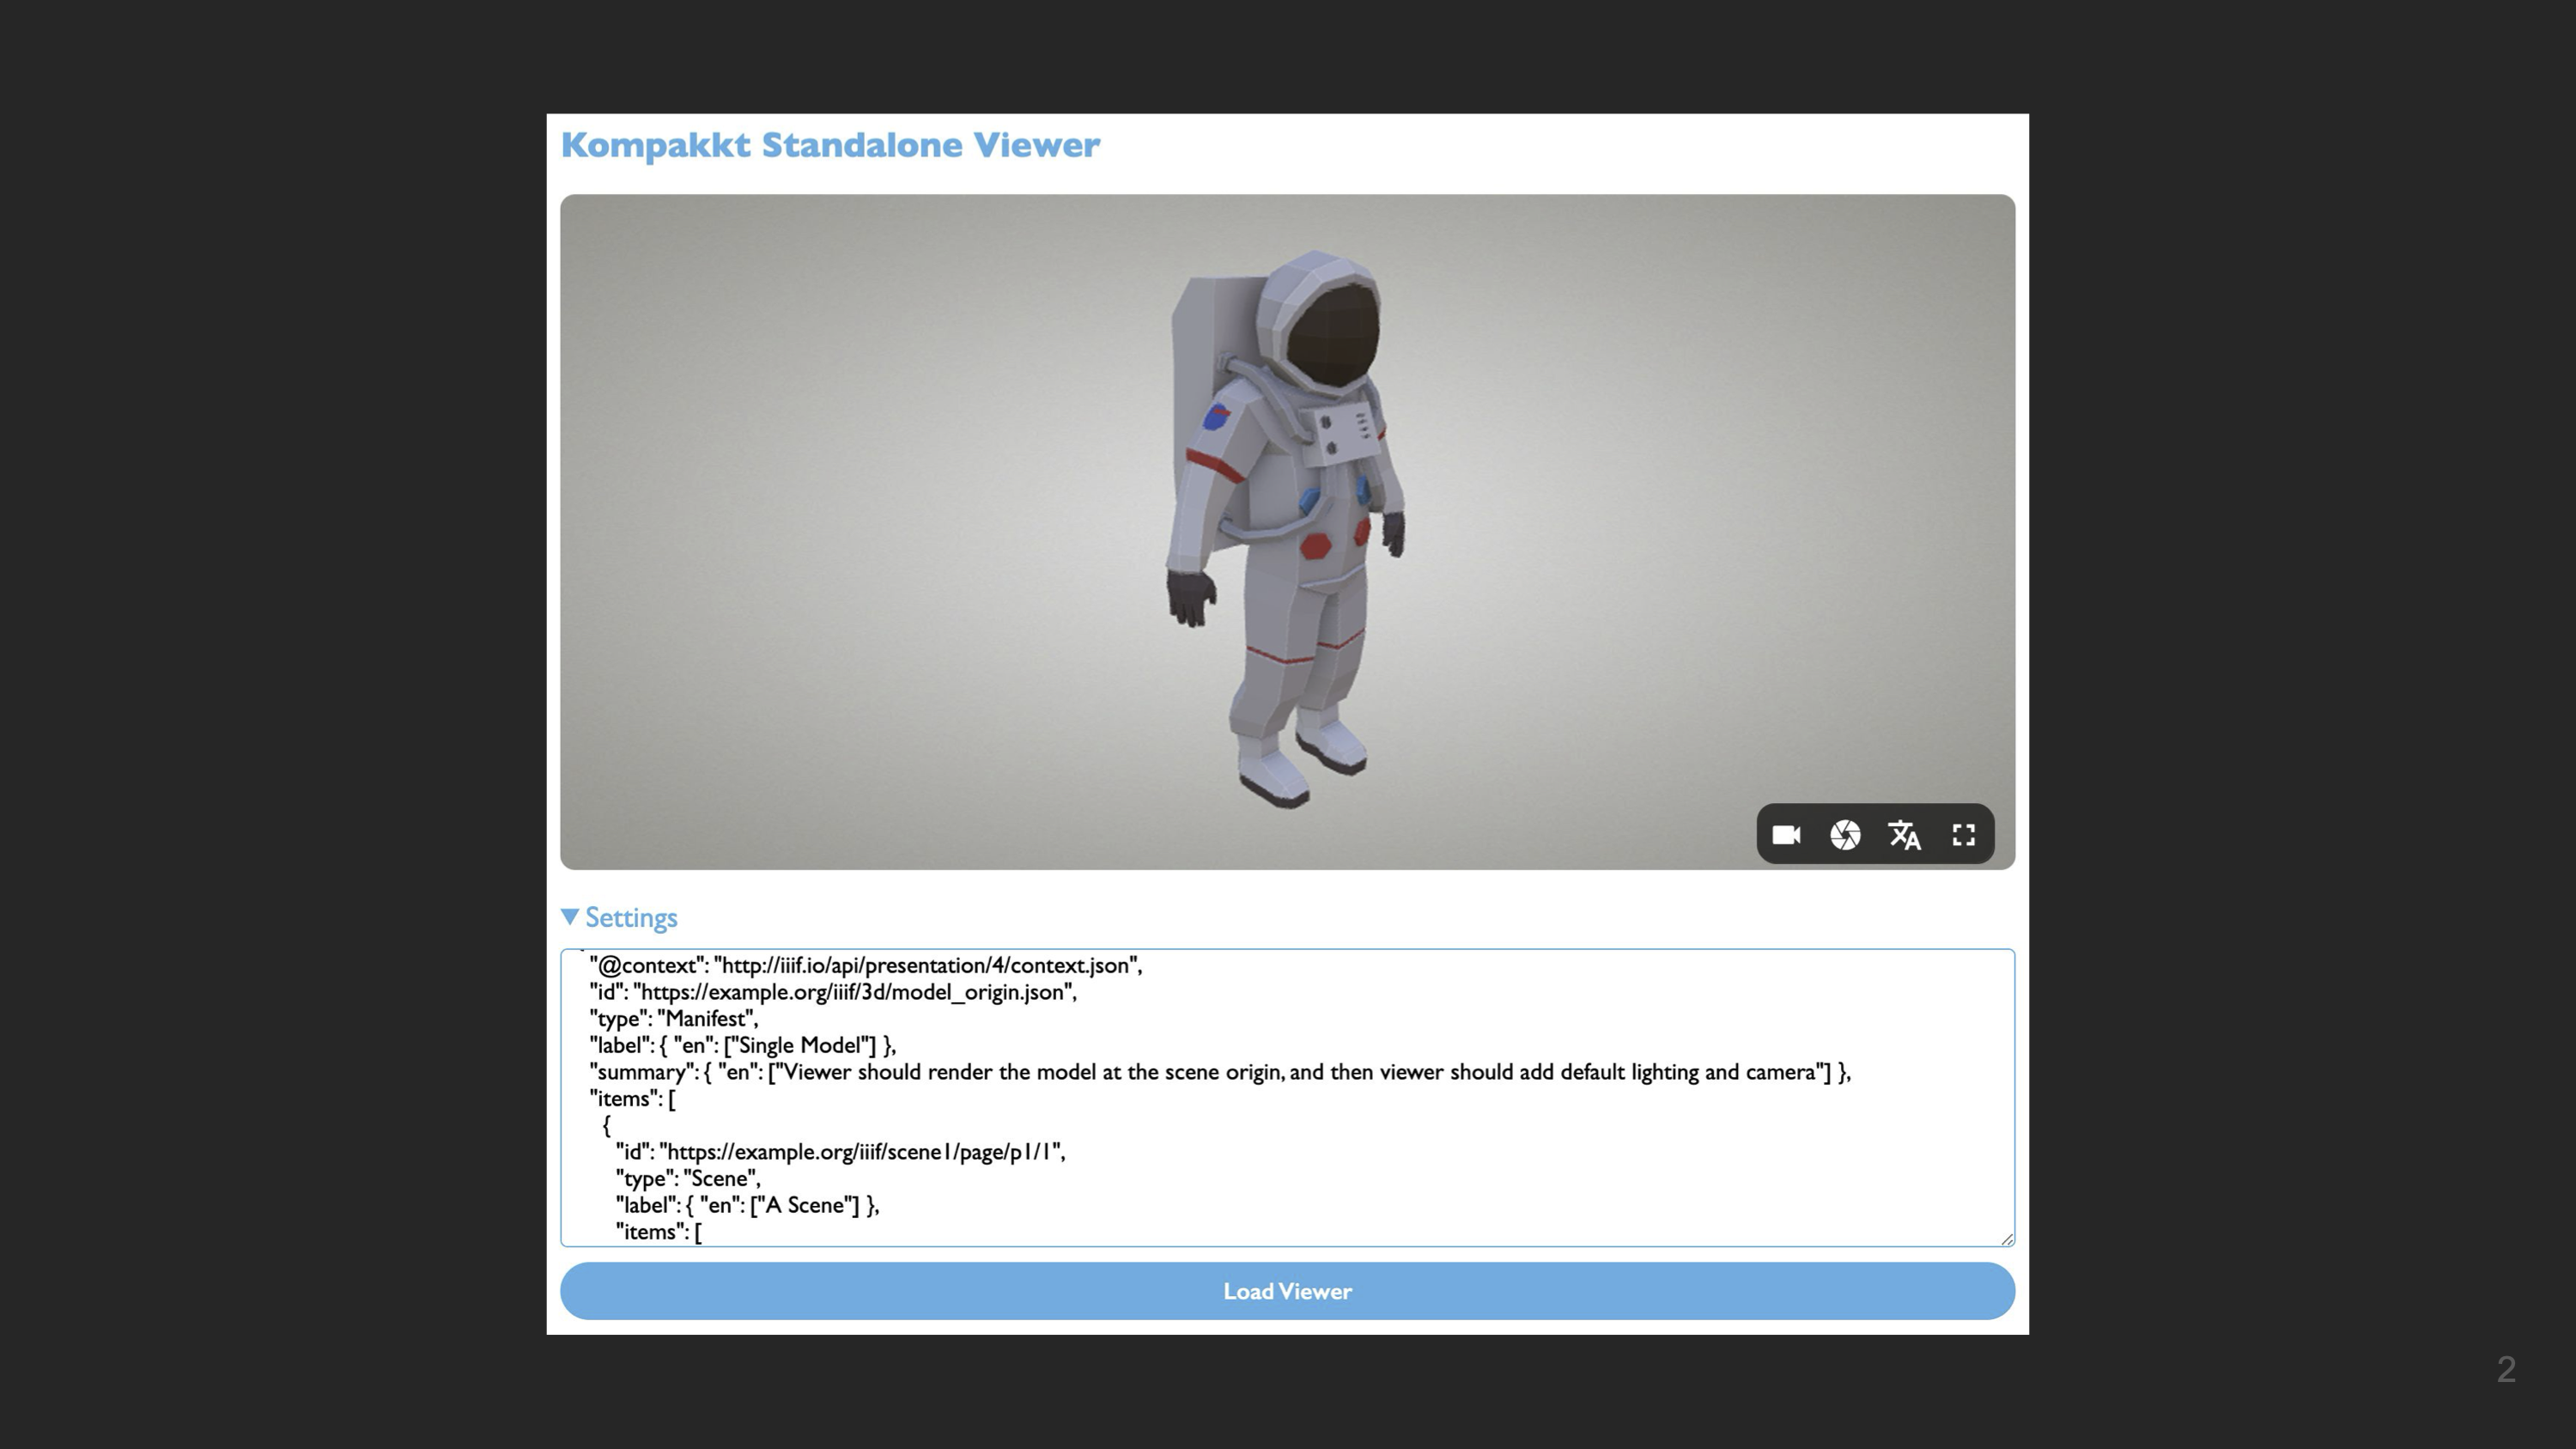 Kompakkt Standalone Viewer
Settings
"@context": "http://iiif.io/api/presentation/4/context.json",
"id": "https://example.org/iiif/3d/model_origin.json",
"type": "Manifest",
"label": { "en": ["Single Model"] },
"summary": { "en": ["Viewer should render the model at the scene origin, and then viewer should add default lighting and camera"] },
"items": [
{
"id": "https://example.org/iiif/scene1/page/p1/1",
"type": "Scene",
"label": { "en": ["A Scene"] },
"items": [
Load Viewer
2